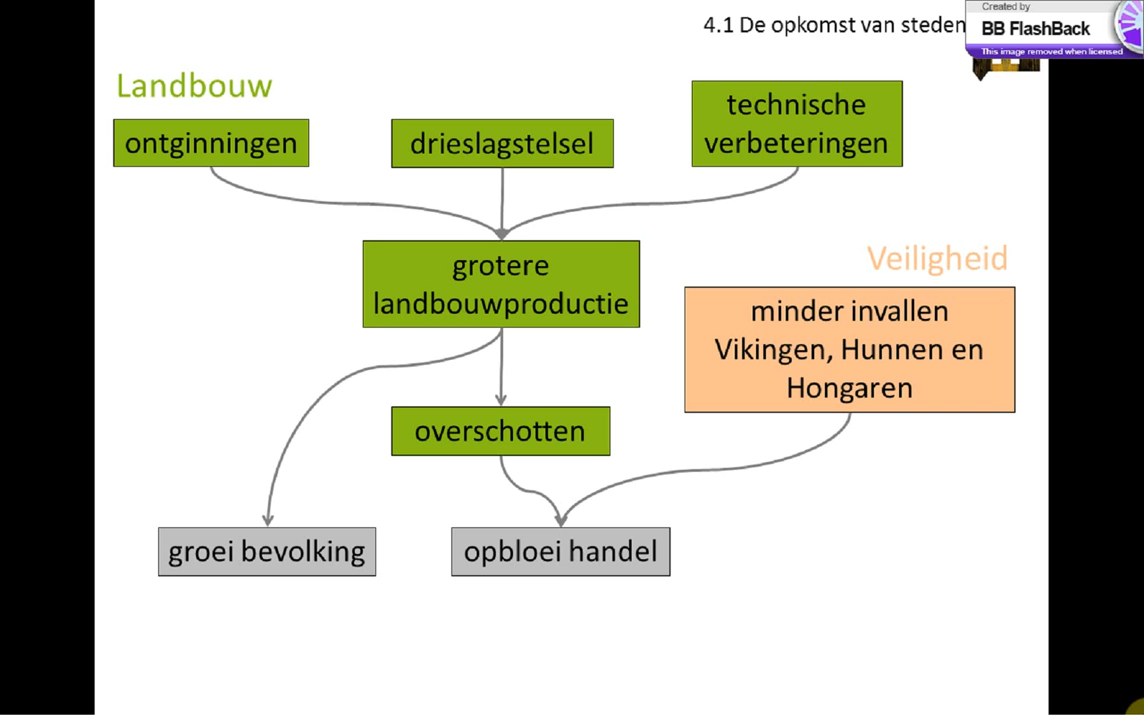 4.1 De opkomst van steden
Created by
BB FlashBack
This image removed when licensed
Landbouw
ontginningen
drieslagstelsel
technische
verbeteringen
grotere
landbouwproductie
Veiligheid
minder invallen
Vikingen, Hunnen en
Hongaren
overschotten
groei bevolking
opbloei handel